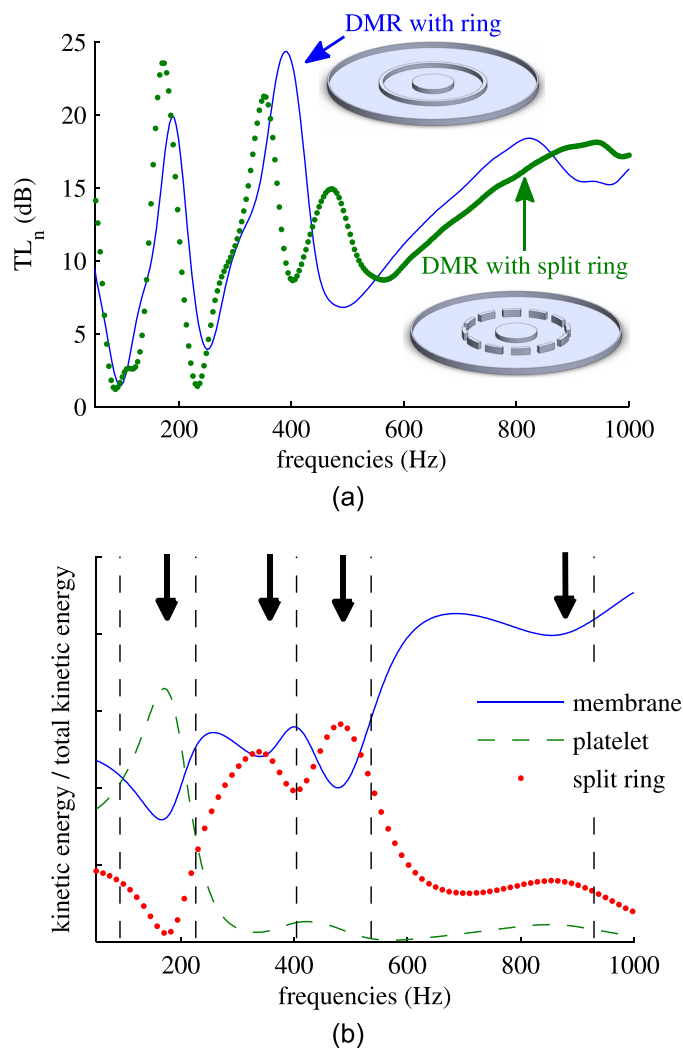 DMR with ring
25
20
15
10
5
0
TL_n (dB)
DMR with split ring
200 400 600 800 1000
frequencies (Hz)
(a)
kinetic energy / total kinetic energy
membrane
platelet
split ring
200 400 600 800 1000
frequencies (Hz)
(b)